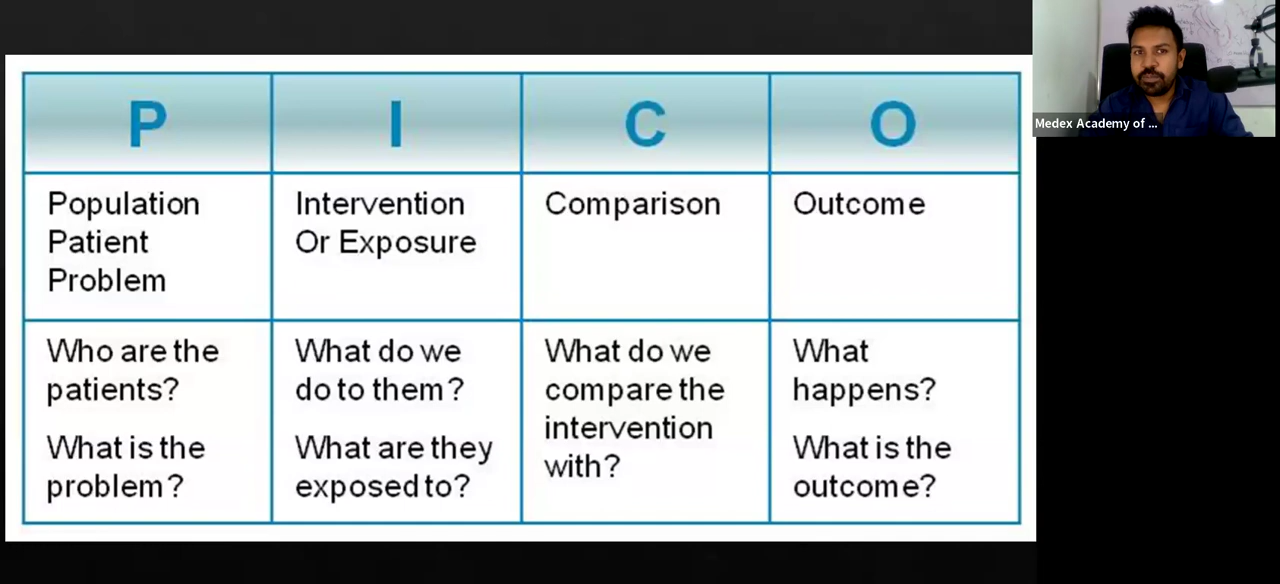 P
I
C
O
Population
Patient
Problem
Intervention
Or Exposure
Comparison
Outcome
Who are the
patients?
What is the
problem?
What do we
do to them?
What are they
exposed to?
What do we
compare the
intervention
with?
What
happens?
What is the
outcome?
Medex Academy of ...